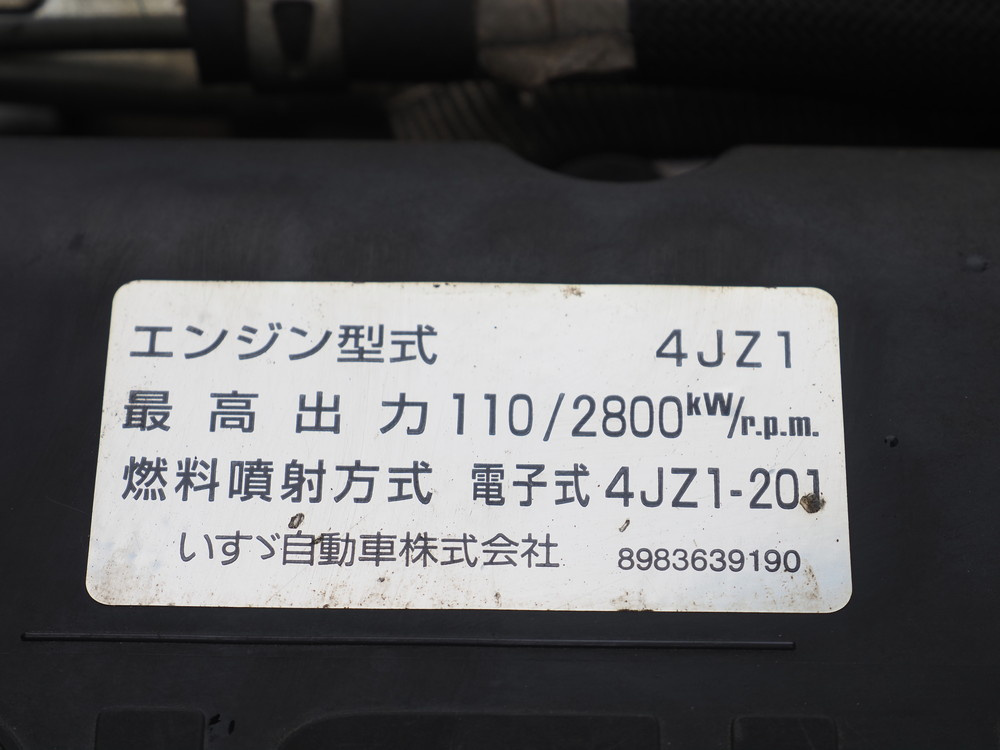 エンジン型式 4JZ1
最高出力 110/2800kW/r.p.m.
燃料噴射方式 電子式 4JZ1-201
いすゞ自動車株式会社 8983639190